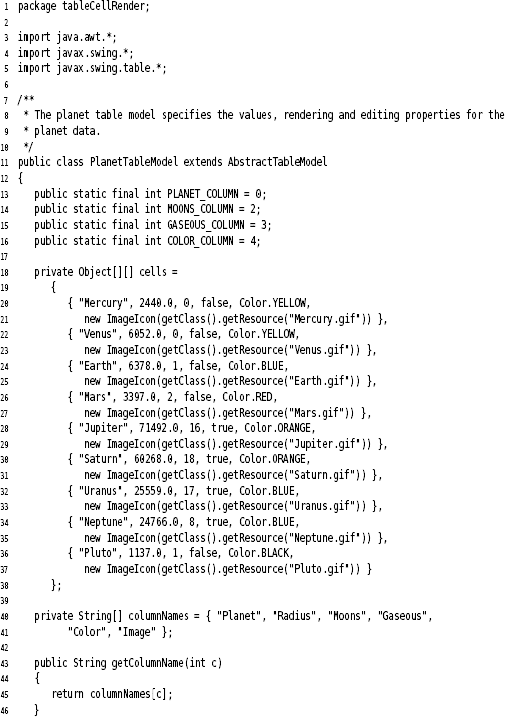 1 package tableCellRender;
2
3 import java.awt.*;
4 import javax.swing.*;
5 import javax.swing.table.*;
6
7 /**
8  * The planet table model specifies the values, rendering and editing properties for the
9  * planet data.
10  */
11 public class PlanetTableModel extends AbstractTableModel
12 {
13    public static final int PLANET_COLUMN = 0;
14    public static final int MOONS_COLUMN = 2;
15    public static final int GASEOUS_COLUMN = 3;
16    public static final int COLOR_COLUMN = 4;
17
18    private Object[][] cells =
19       {
20          { "Mercury", 2440.0, 0, false, Color.YELLOW,
21             new ImageIcon(getClass().getResource("Mercury.gif")) },
22          { "Venus", 6052.0, 0, false, Color.YELLOW,
23             new ImageIcon(getClass().getResource("Venus.gif")) },
24          { "Earth", 6378.0, 1, false, Color.BLUE,
25             new ImageIcon(getClass().getResource("Earth.gif")) },
26          { "Mars", 3397.0, 2, false, Color.RED,
27             new ImageIcon(getClass().getResource("Mars.gif")) },
28          { "Jupiter", 71492.0, 16, true, Color.ORANGE,
29             new ImageIcon(getClass().getResource("Jupiter.gif")) },
30          { "Saturn", 60268.0, 18, true, Color.ORANGE,
31             new ImageIcon(getClass().getResource("Saturn.gif")) },
32          { "Uranus", 25559.0, 17, true, Color.BLUE,
33             new ImageIcon(getClass().getResource("Uranus.gif")) },
34          { "Neptune", 24766.0, 8, true, Color.BLUE,
35             new ImageIcon(getClass().getResource("Neptune.gif")) },
36          { "Pluto", 1137.0, 1, false, Color.BLACK,
37             new ImageIcon(getClass().getResource("Pluto.gif")) }
38       };
39
40    private String[] columnNames = { "Planet", "Radius", "Moons", "Gaseous",
41          "Color", "Image" };
42
43    public String getColumnName(int c)
44    {
45       return columnNames[c];
46    }